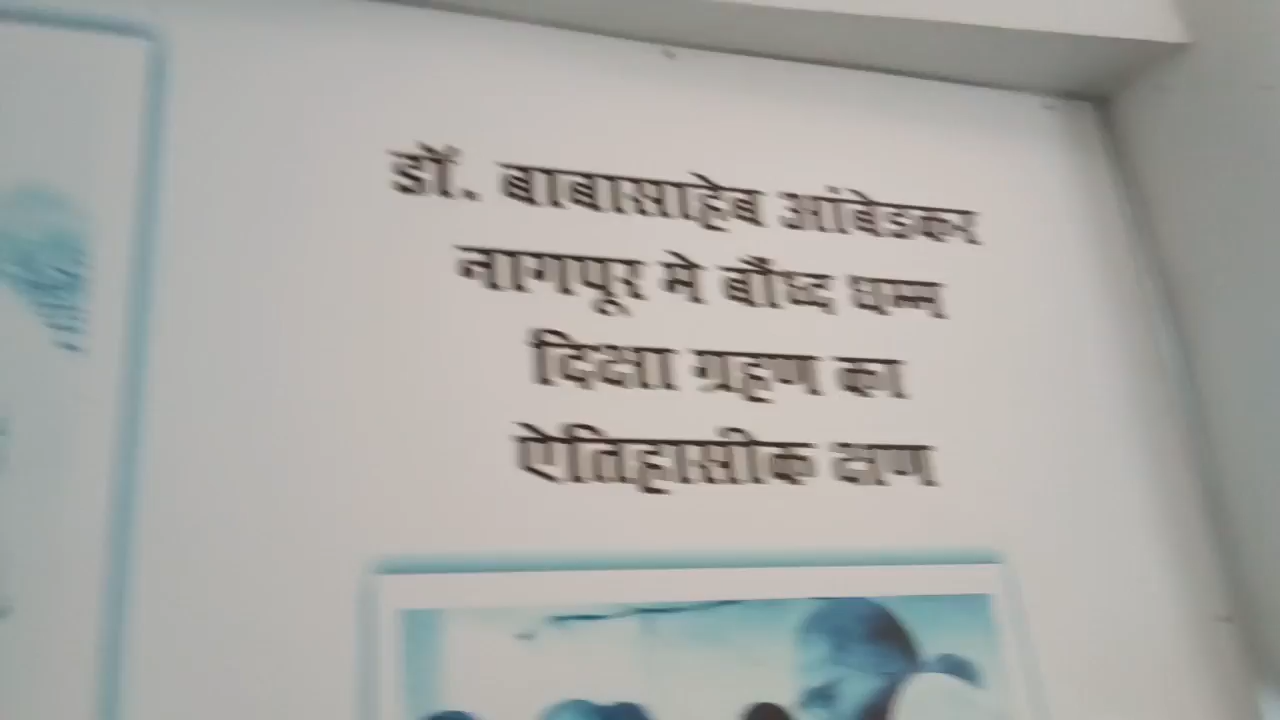 डॉ. बाबासाहेब आंबेडकर
नागपूर मे बौंध्द धम्म
दिक्षा ग्रहण का
ऐतिहासीक क्षण